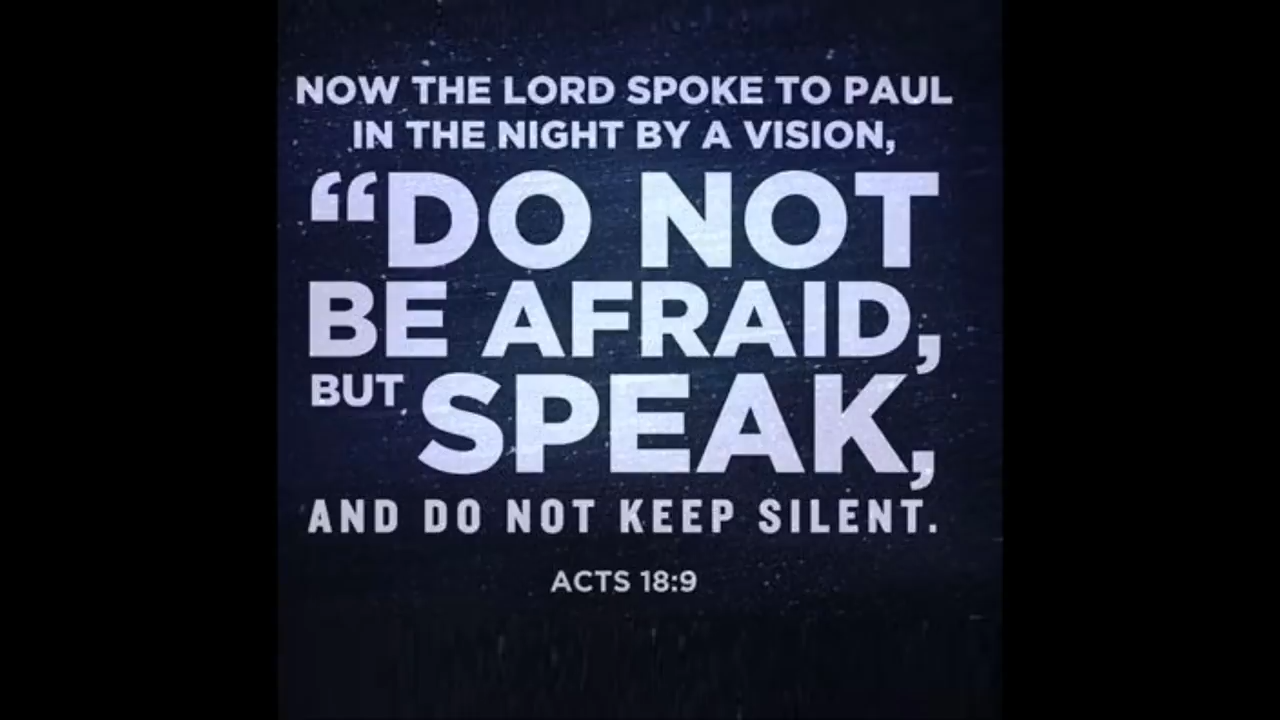 NOW THE LORD SPOKE TO PAUL
IN THE NIGHT BY A VISION,
“DO NOT
BE AFRAID,
BUT SPEAK,
AND DO NOT KEEP SILENT.
ACTS 18:9